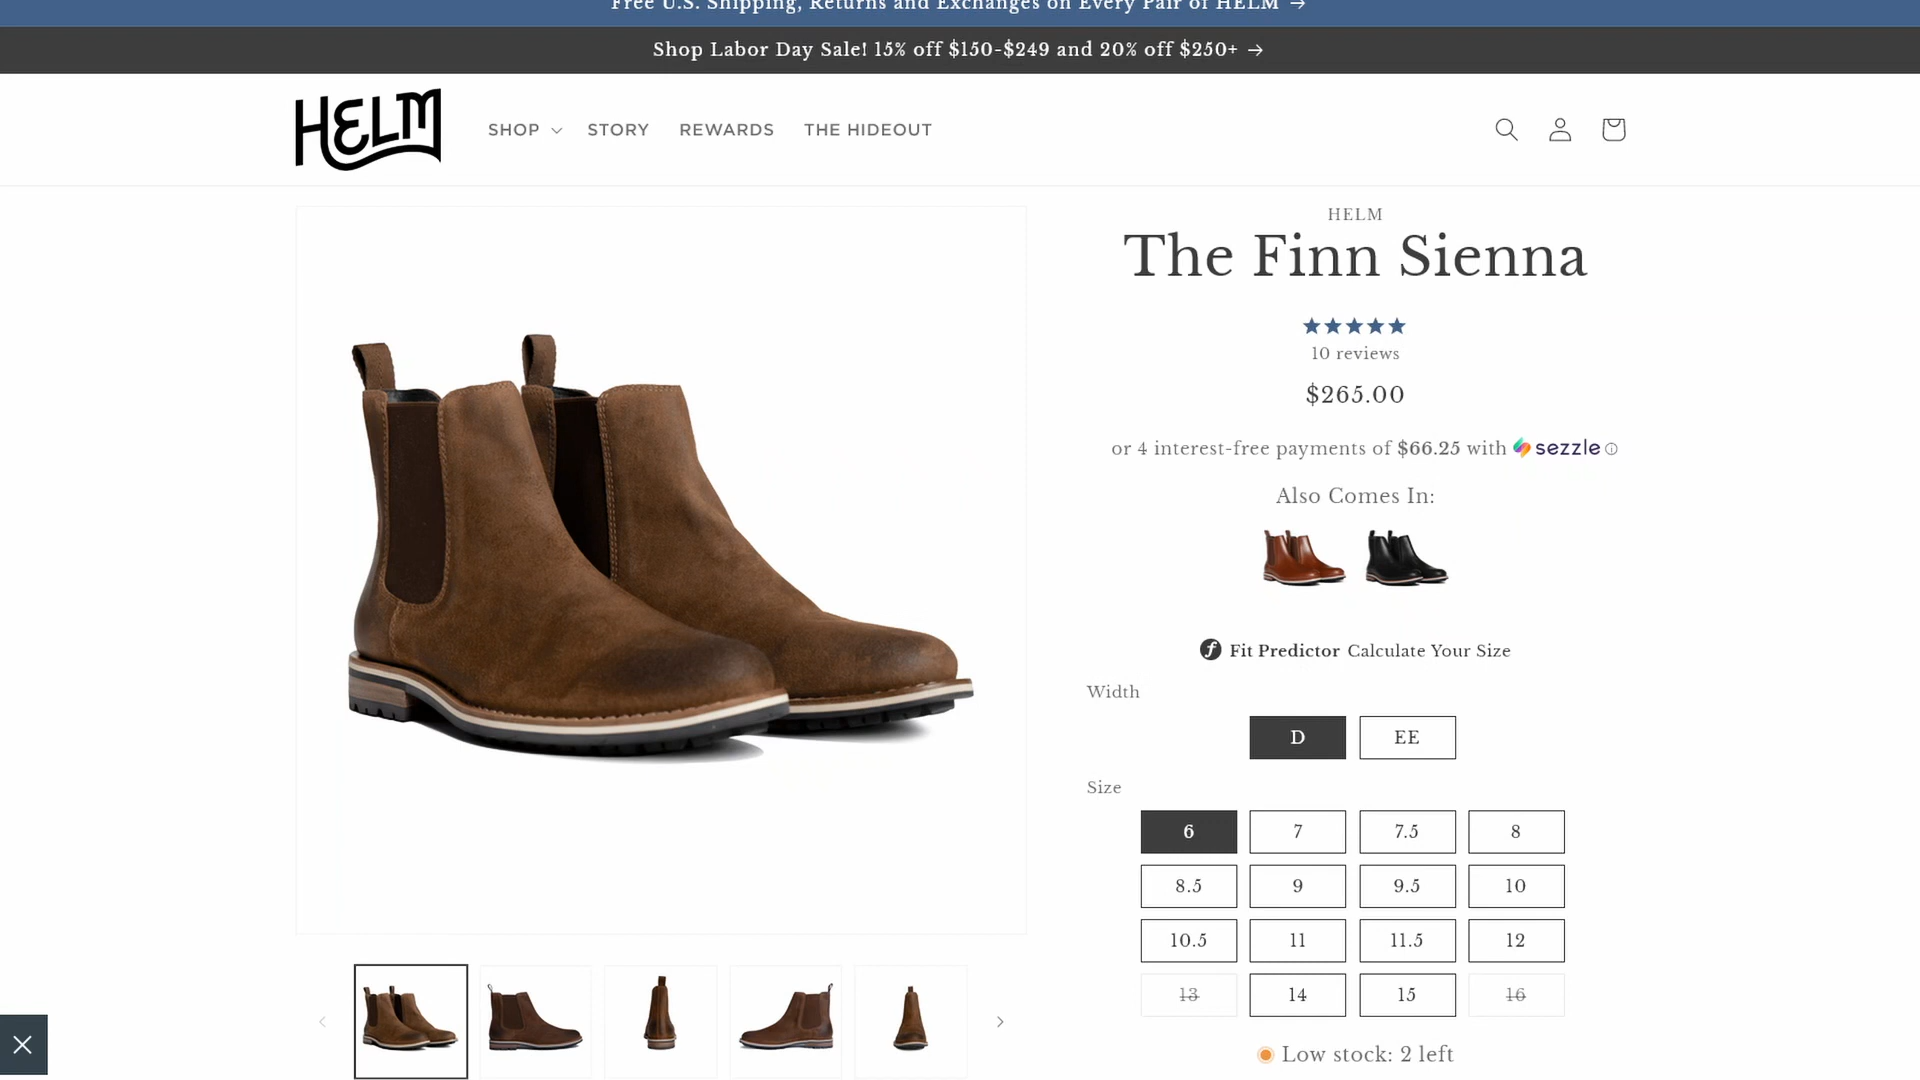 Free U.S. Shipping, Returns and Exchanges on Every Pair of HELM →
Shop Labor Day Sale! 15% off $150-$249 and 20% off $250+ →
HELM
SHOP
STORY
REWARDS
THE HIDEOUT
HELM
The Finn Sienna
10 reviews
$265.00
or 4 interest-free payments of $66.25 with sezzle
Also Comes In:
Fit Predictor Calculate Your Size
Width
D
EE
Size
6
7
7.5
8
8.5
9
9.5
10
10.5
11
11.5
12
13
14
15
16
Low stock: 2 left